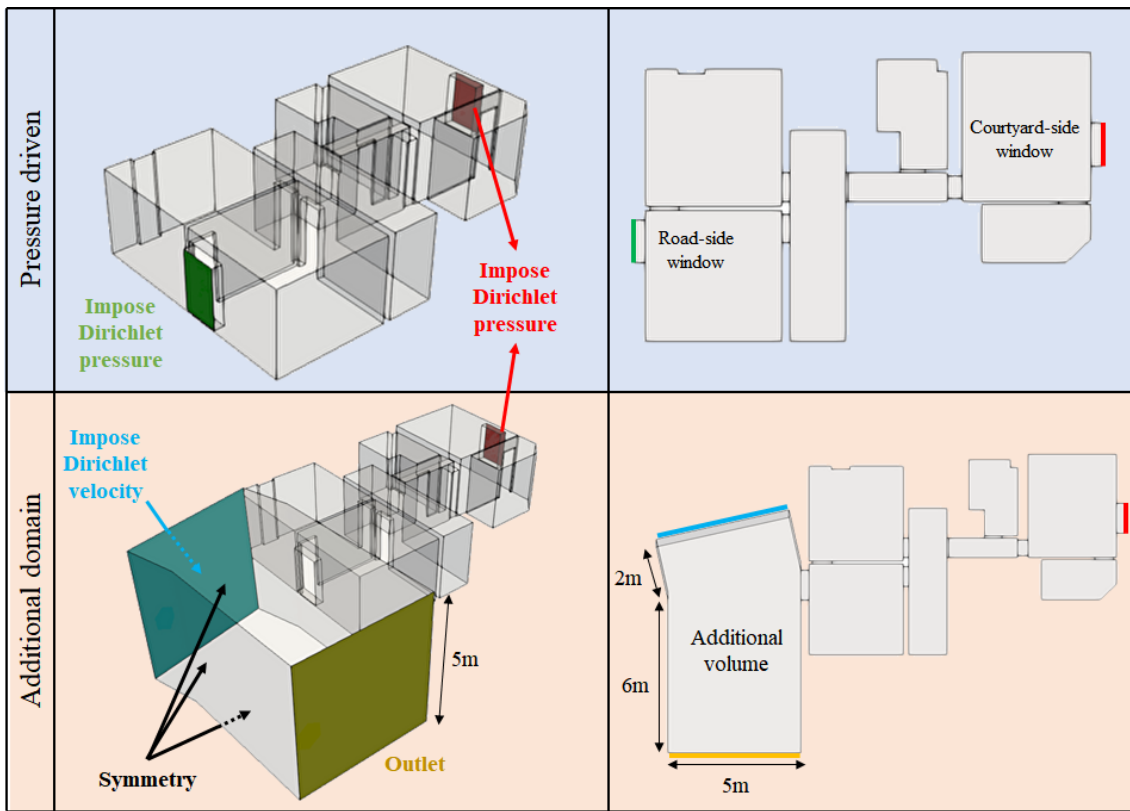 Pressure driven
Impose
Dirichlet
pressure
Impose
Dirichlet
pressure
Road-side
window
Courtyard-side
window
Additional domain
Impose
Dirichlet
velocity
5m
Symmetry
Outlet
2m
6m
Additional
volume
5m